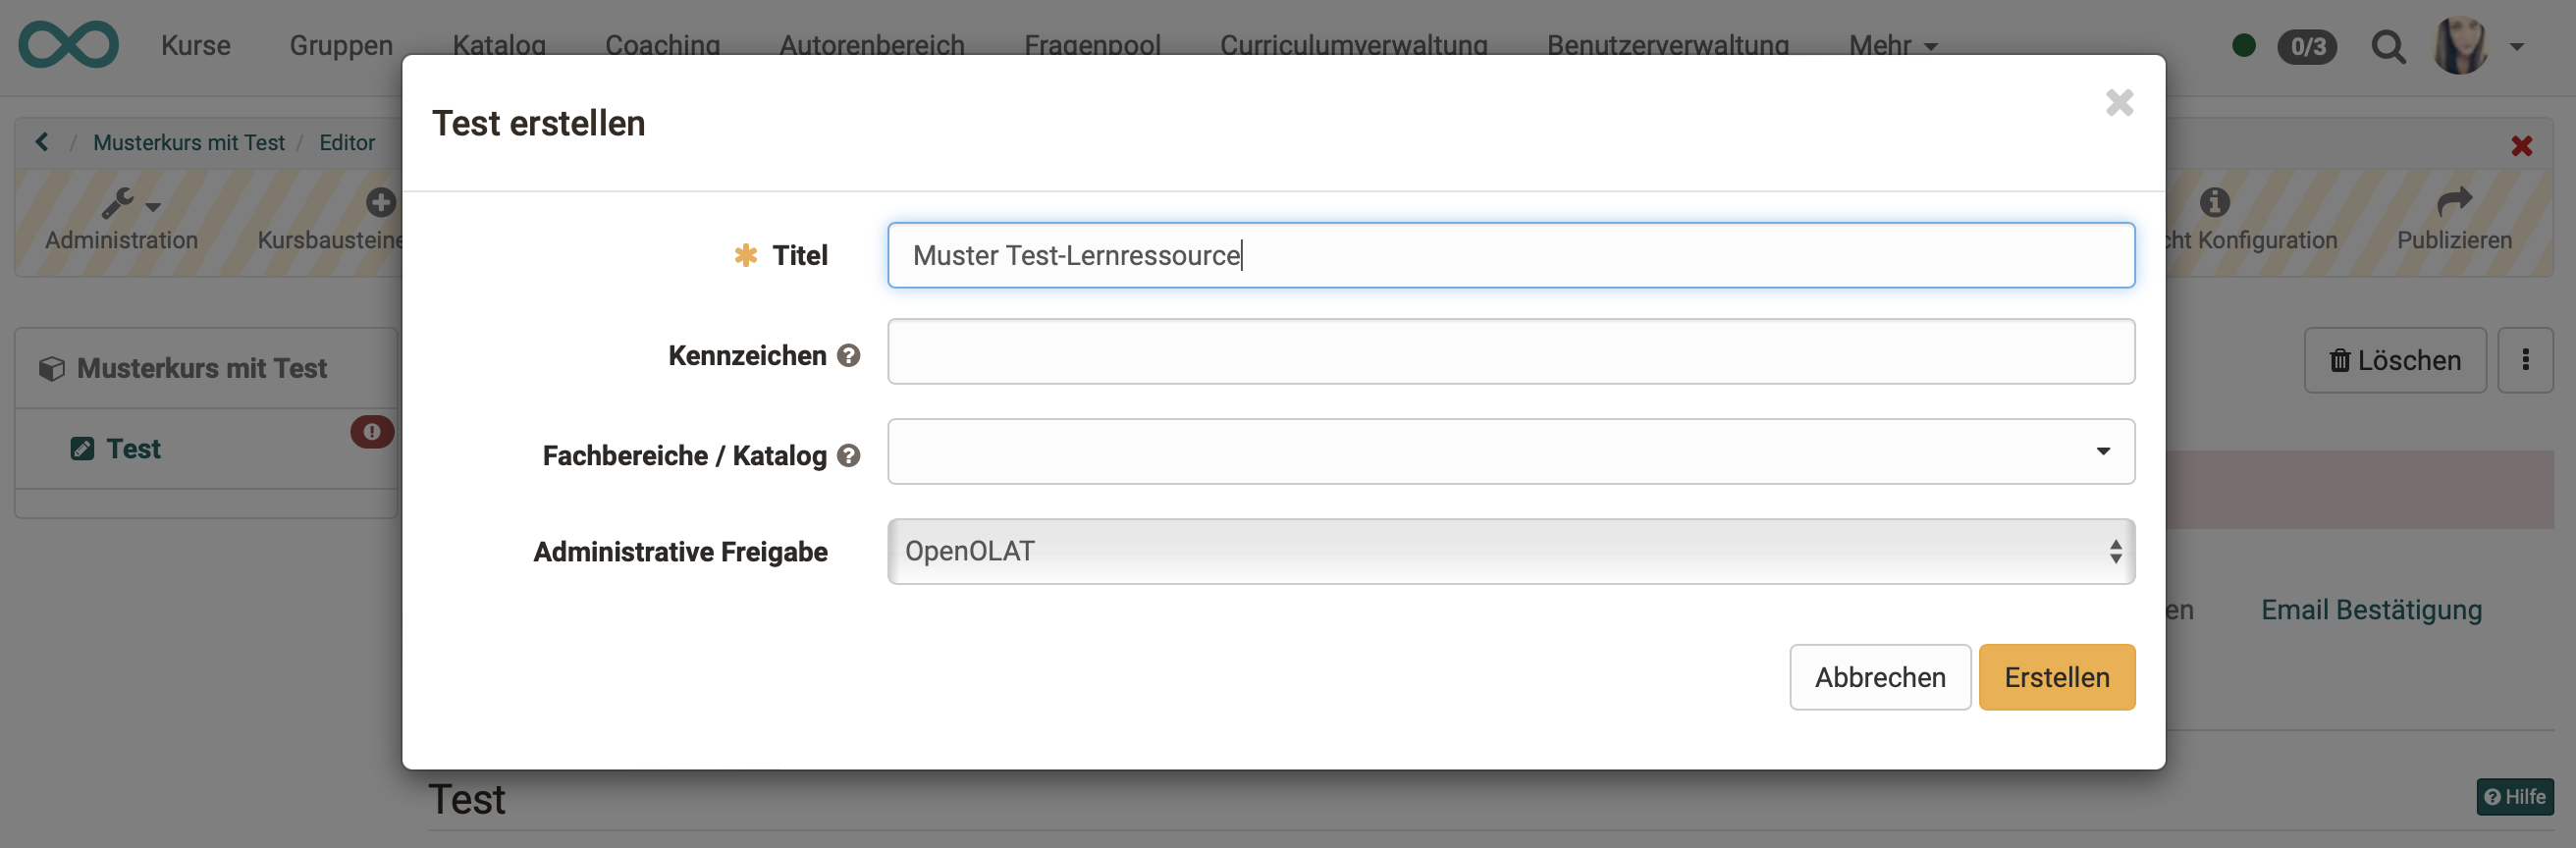 Kurse Gruppen Katalog Coaching Autorenbereich Fragenpool Curriculumverwaltung Benutzerverwaltung Mehr 0/3
Test erstellen
/ Musterkurs mit Test / Editor
Administration Kursbausteine Konfiguration Publizieren
Titel Muster Test-Lernressource
Kennzeichen
Musterkurs mit Test
Löschen
Test
Fachbereiche / Katalog
Administrative Freigabe OpenOLAT
Email Bestätigung
Abbrechen Erstellen
Test
Hilfe